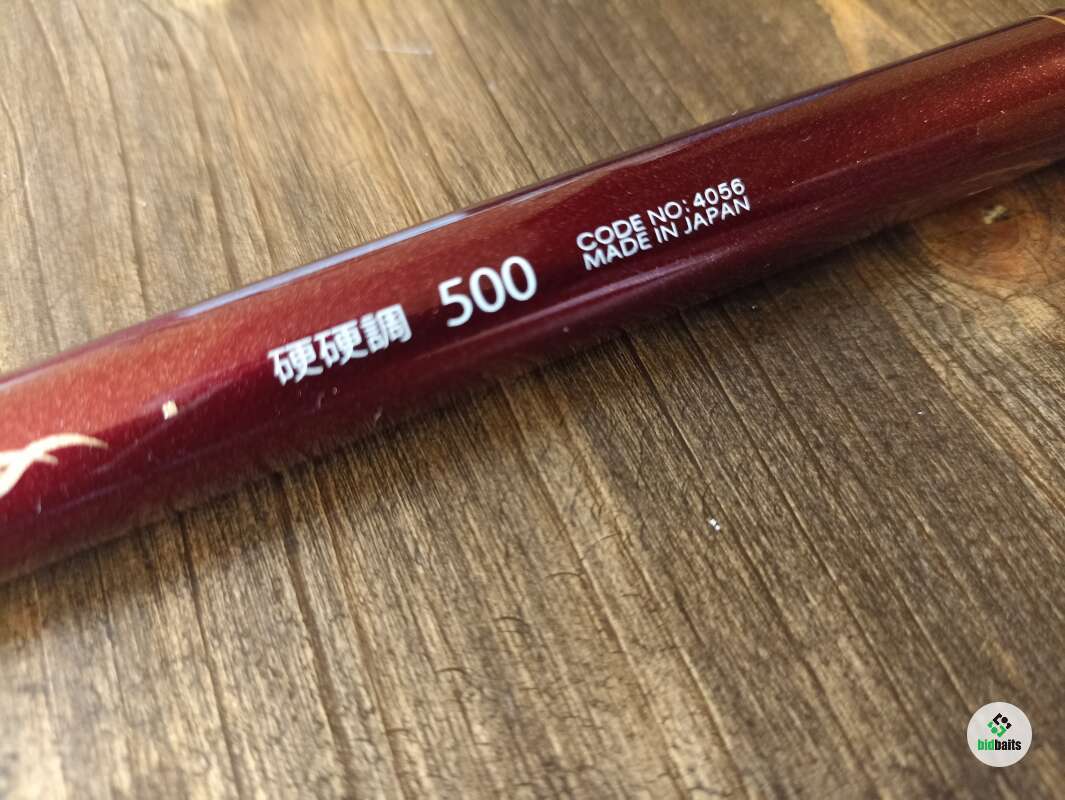 硬硬調 500
CODE NO: 4056
MADE IN JAPAN
bidbaits